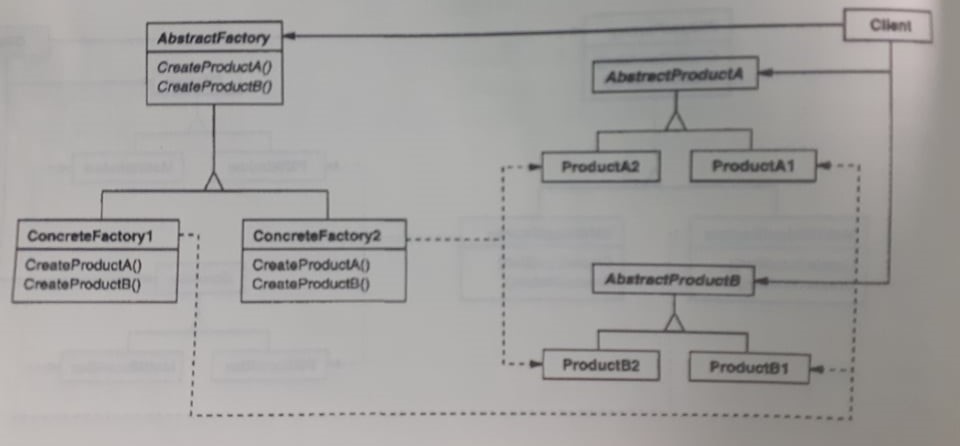 AbstractFactory
CreateProductA()
CreateProductB()
Client
AbstractProductA
ProductA2
ProductA1
ConcreteFactory1
CreateProductA()
CreateProductB()
ConcreteFactory2
CreateProductA()
CreateProductB()
AbstractProductB
ProductB2
ProductB1